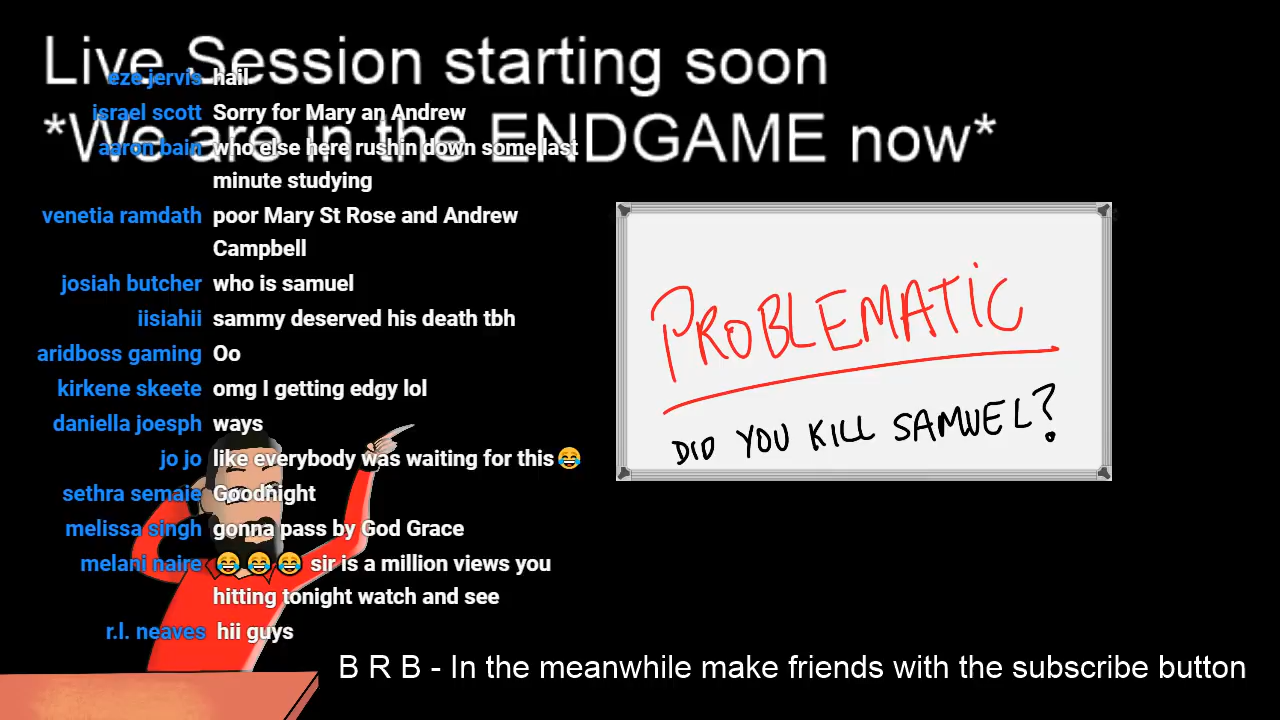 Live Session starting soon
*We are in the ENDGAME now*
eze jervis hail
israel scott Sorry for Mary an Andrew
aaron bain who else here rushin down some last
minute studying
venetia ramdath poor Mary St Rose and Andrew
Campbell
josiah butcher who is samuel
iisiahii sammy deserved his death tbh
aridboss gaming Oo
kirkene skeete omg I getting edgy lol
daniella joesph ways
jo jo like everybody was waiting for this 😂
sethra semaie Goodnight
melissa singh gonna pass by God Grace
melani naire 😂 😂 😂 sir is a million views you
hitting tonight watch and see
r.l. neaves hii guys
PROBLEMATIC
DID YOU KILL SAMUEL?
B R B - In the meanwhile make friends with the subscribe button